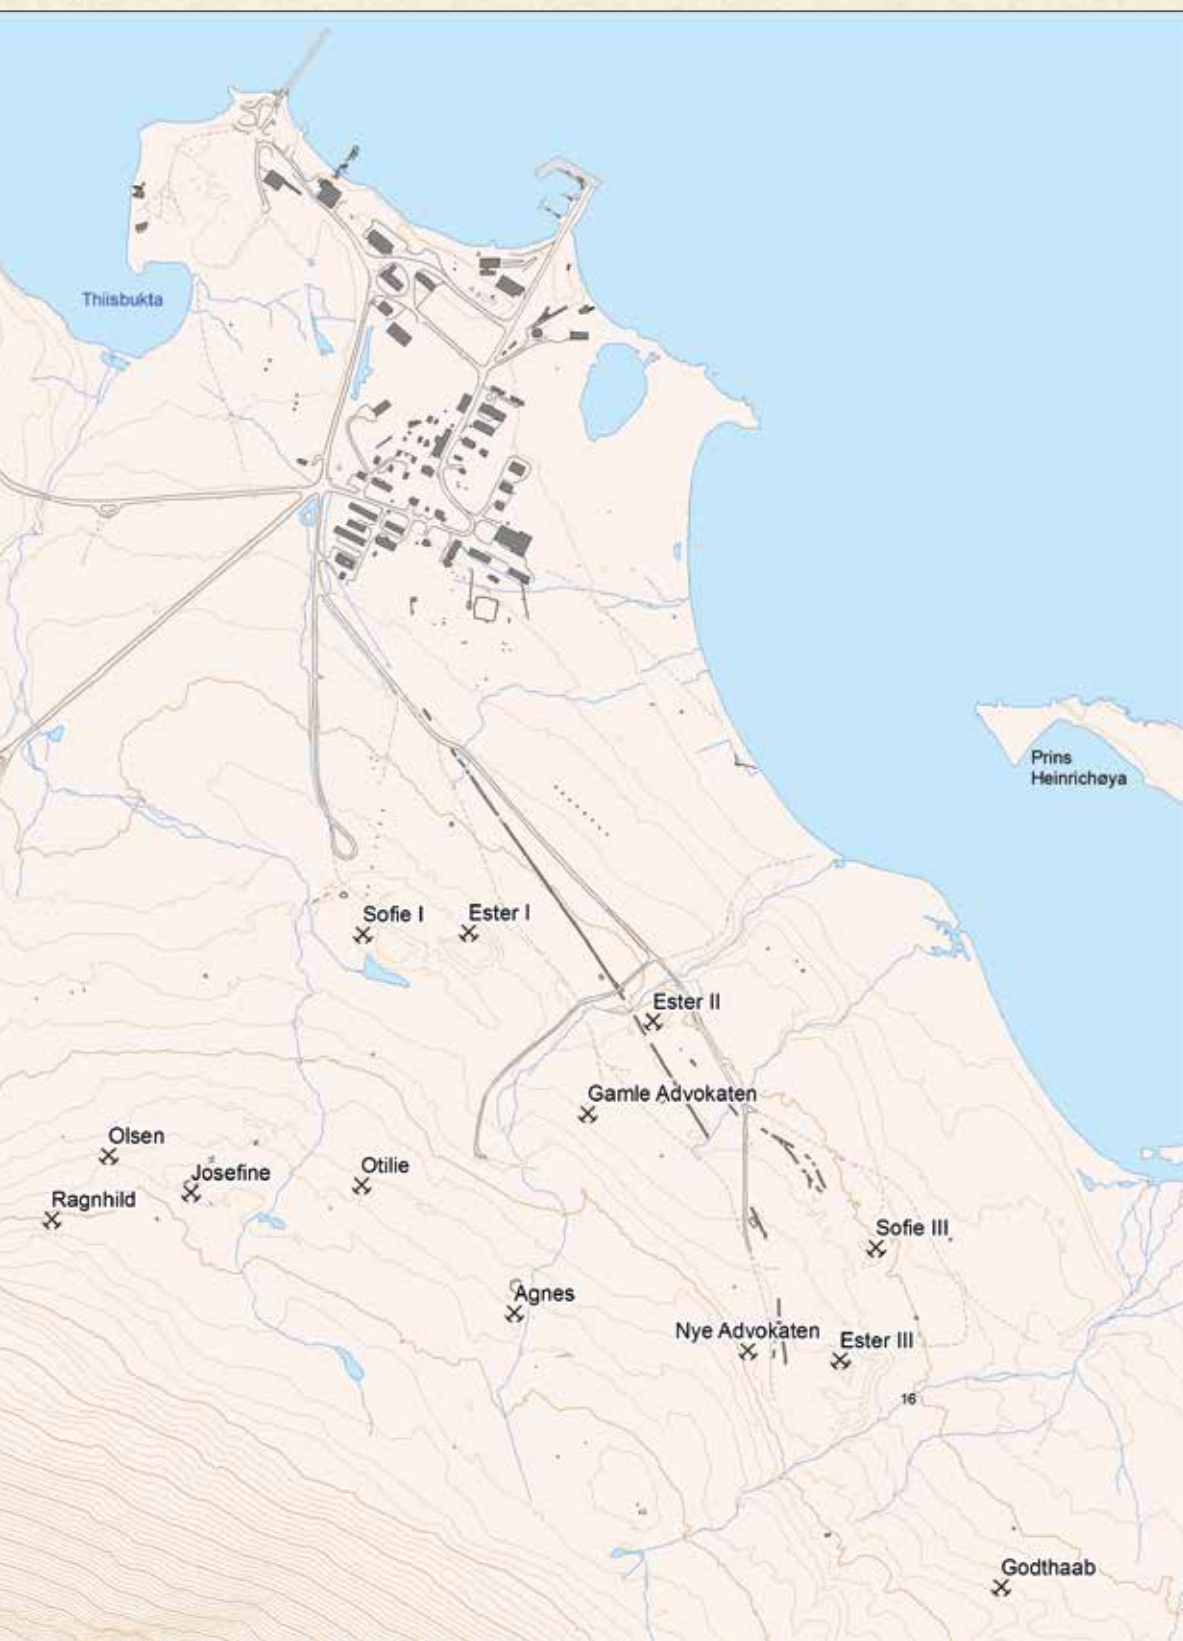 Thiisbukta
Prins
Heinrichøya
Sofie I
Ester I
Ester II
Gamle Advokaten
Olsen
Josefine
Otilie
Ragnhild
Sofie III
Agnes
Nye Advokaten
Ester III
16
Godthaab